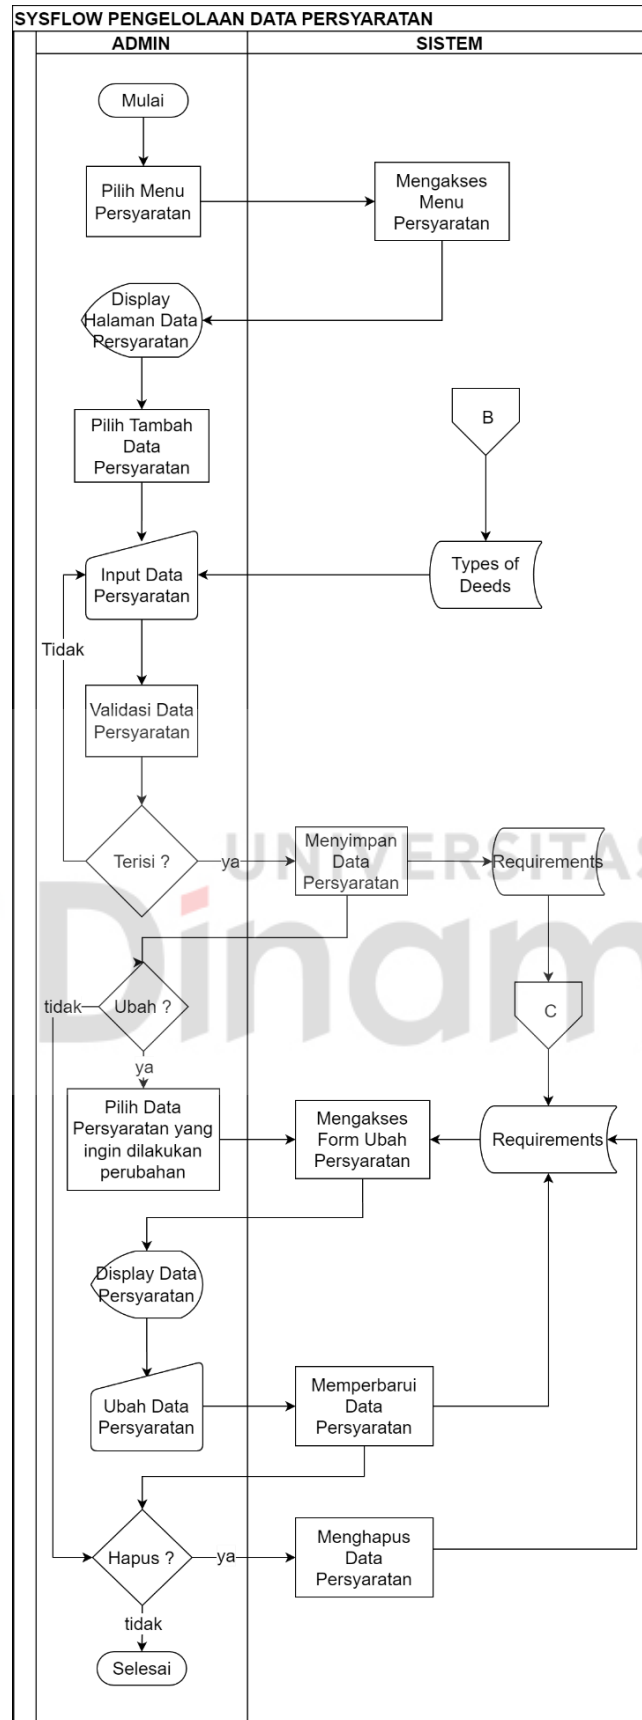 SYSFLOW PENGELOLAAN DATA PERSYARATAN
ADMIN
SISTEM
Mulai
Pilih Menu
Persyaratan
Mengakses
Menu
Persyaratan
Display
Halaman Data
Persyaratan
Pilih Tambah
Data
Persyaratan
B
Input Data
Persyaratan
Types of
Deeds
Tidak
Validasi Data
Persyaratan
Terisi ?
ya
Menyimpan
Data
Persyaratan
Requirements
UNIVERSITAS
Dinam
Ubah ?
tidak
ya
C
Pilih Data
Persyaratan yang
ingin dilakukan
perubahan
Mengakses
Form Ubah
Persyaratan
Requirements
Display Data
Persyaratan
Ubah Data
Persyaratan
Memperbarui
Data
Persyaratan
Hapus ?
ya
Menghapus
Data
Persyaratan
tidak
Selesai